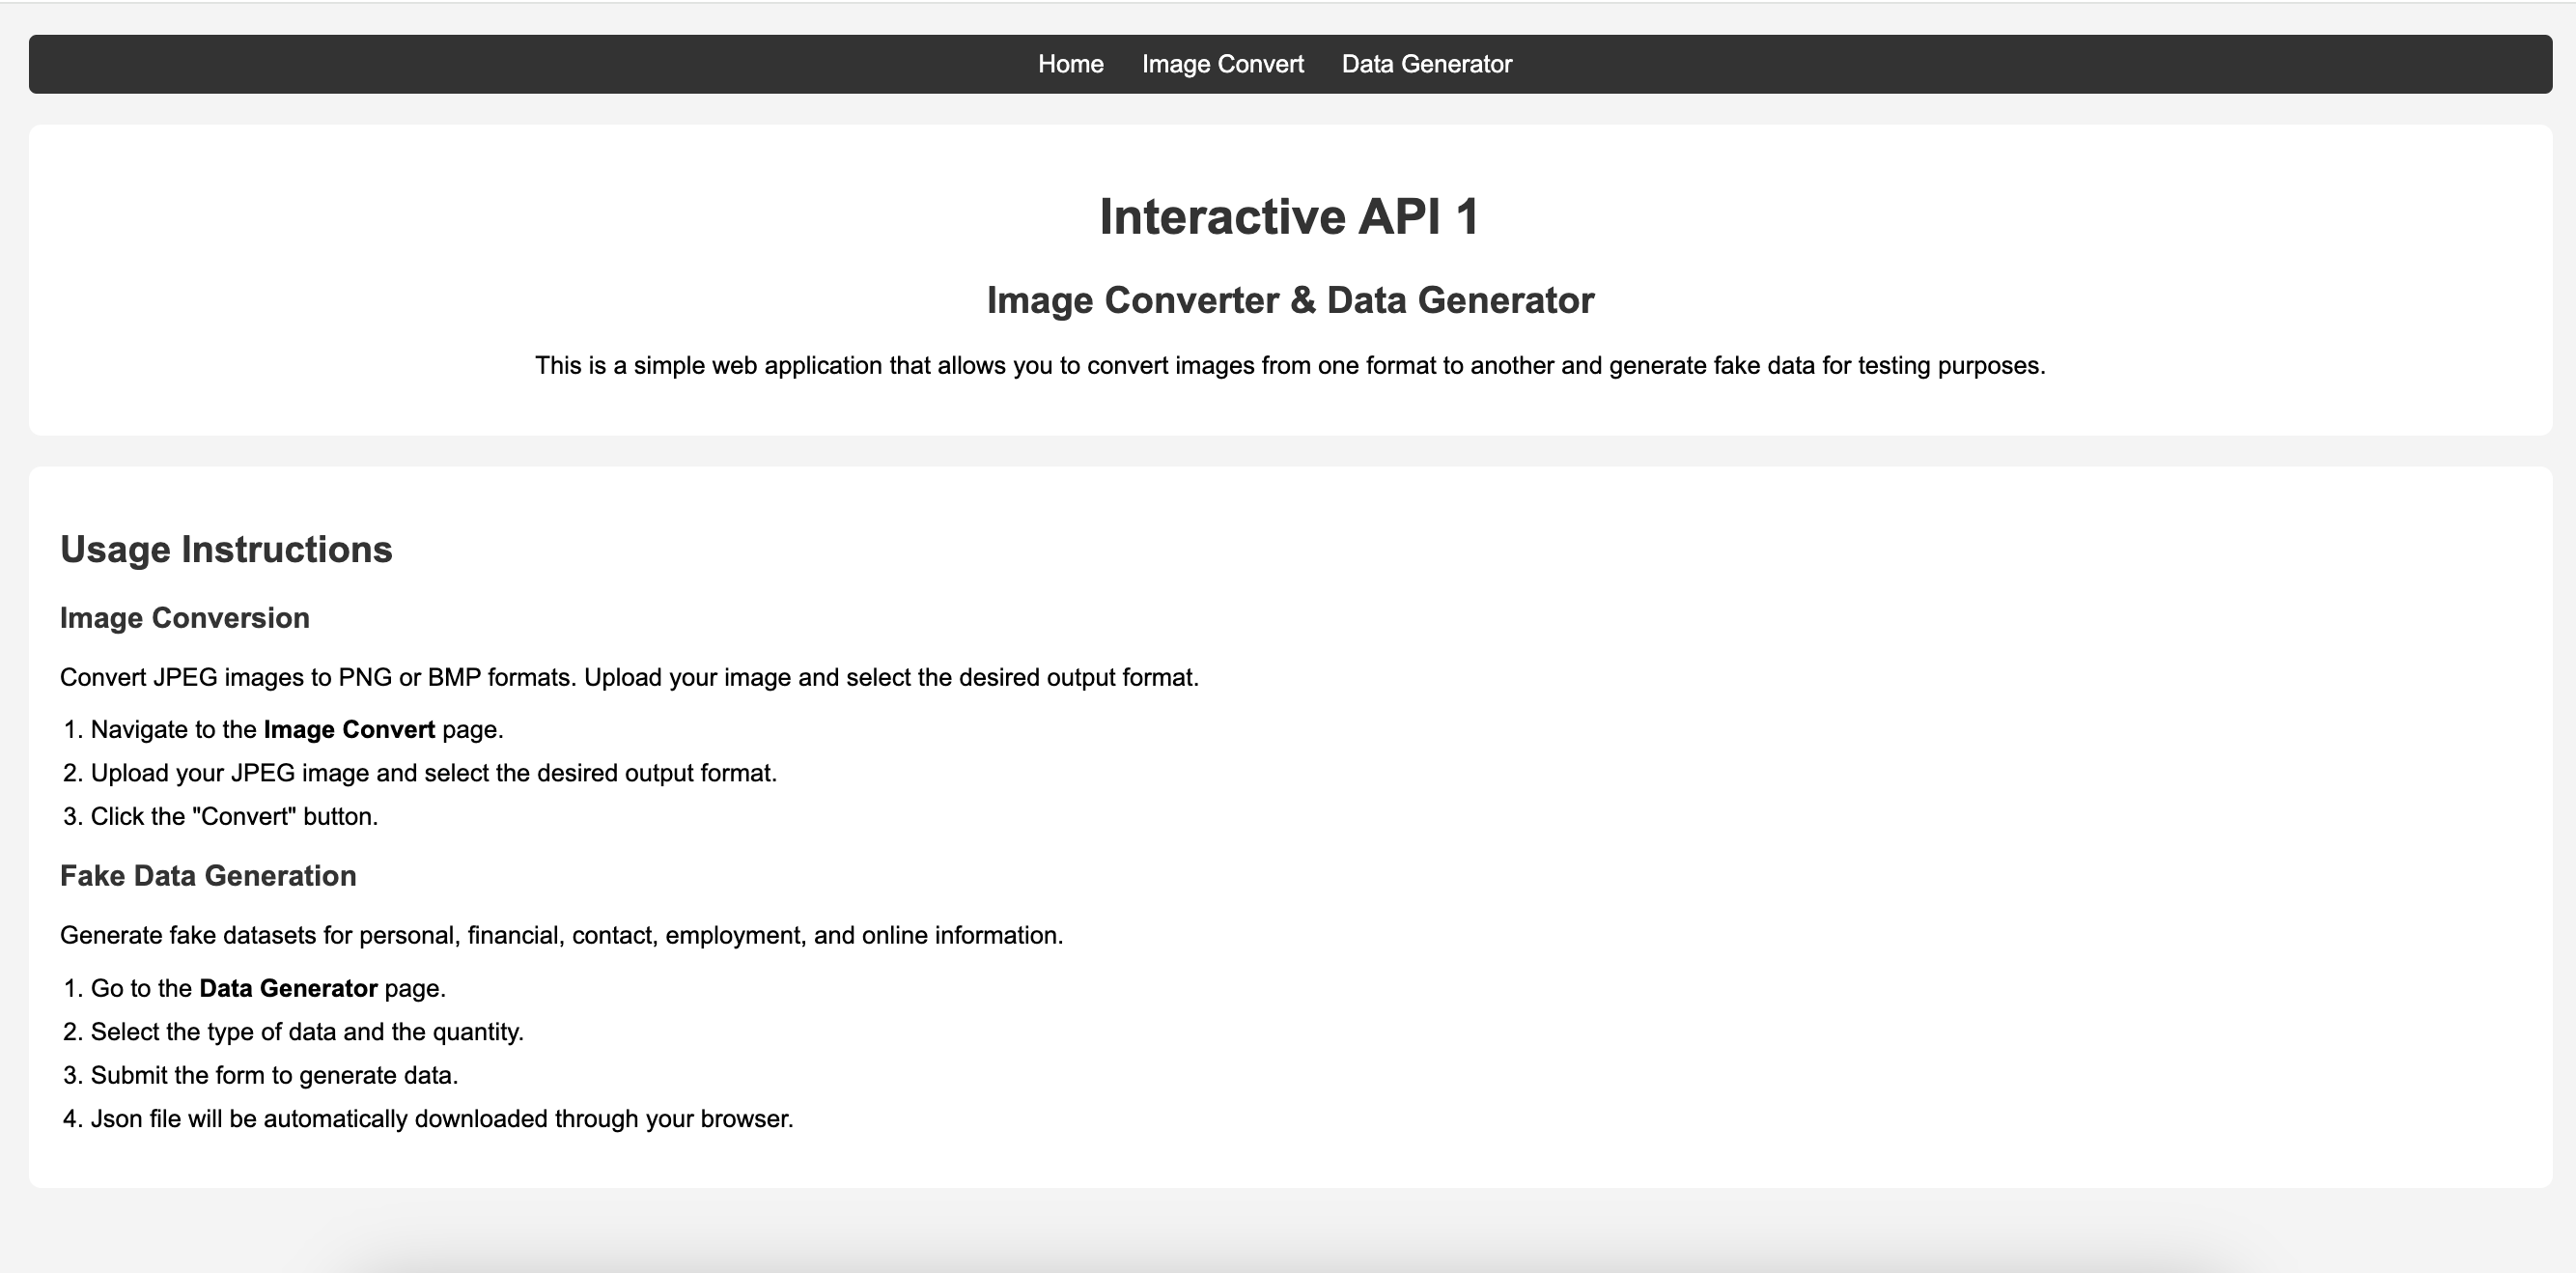 Home Image Convert Data Generator
Interactive API 1
Image Converter & Data Generator
This is a simple web application that allows you to convert images from one format to another and generate fake data for testing purposes.
Usage Instructions
Image Conversion
Convert JPEG images to PNG or BMP formats. Upload your image and select the desired output format.
1. Navigate to the Image Convert page.
2. Upload your JPEG image and select the desired output format.
3. Click the "Convert" button.
Fake Data Generation
Generate fake datasets for personal, financial, contact, employment, and online information.
1. Go to the Data Generator page.
2. Select the type of data and the quantity.
3. Submit the form to generate data.
4. Json file will be automatically downloaded through your browser.